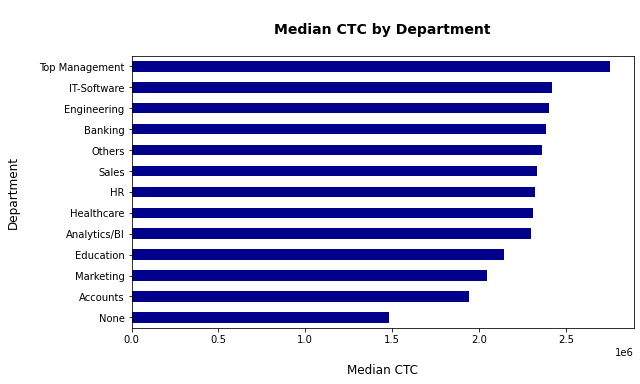 Median CTC by Department
Top Management
IT-Software
Engineering
Banking
Others
Sales
HR
Healthcare
Analytics/BI
Education
Marketing
Accounts
None
Department
0.0 0.5 1.0 1.5 2.0 2.5
1e6
Median CTC